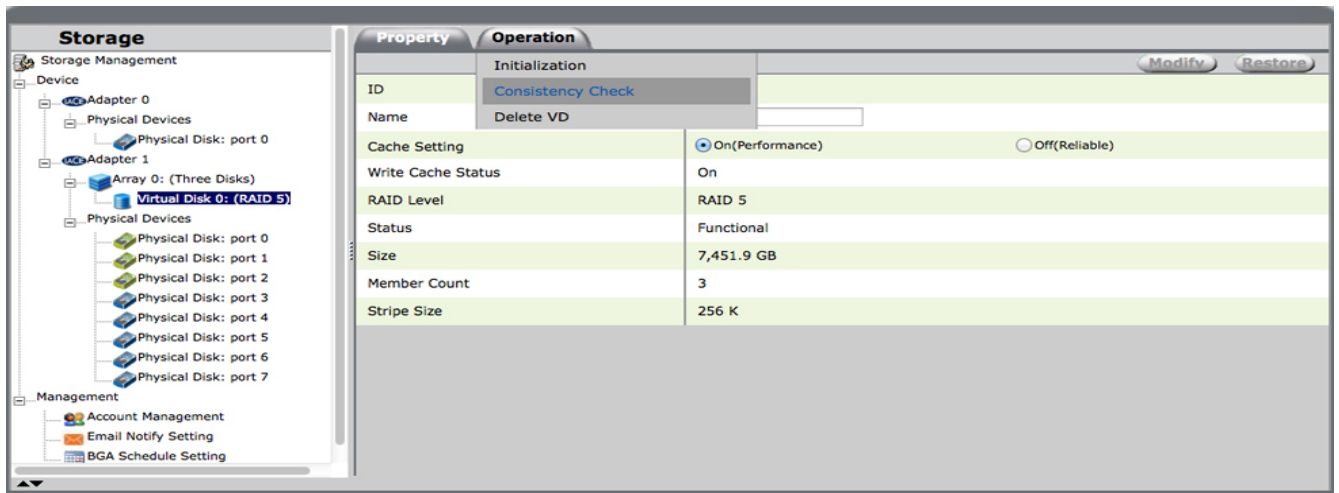 Storage
Storage Management
Device
Adapter 0
Physical Devices
Physical Disk: port 0
Adapter 1
Array 0: (Three Disks)
Virtual Disk 0: (RAID 5)
Physical Devices
Physical Disk: port 0
Physical Disk: port 1
Physical Disk: port 2
Physical Disk: port 3
Physical Disk: port 4
Physical Disk: port 5
Physical Disk: port 6
Physical Disk: port 7
Management
Account Management
Email Notify Setting
BGA Schedule Setting
Property Operation
Initialization
Consistency Check
Delete VD
Modify Restore
ID
Name
Cache Setting On(Performance) Off(Reliable)
Write Cache Status On
RAID Level RAID 5
Status Functional
Size 7,451.9 GB
Member Count 3
Stripe Size 256 K